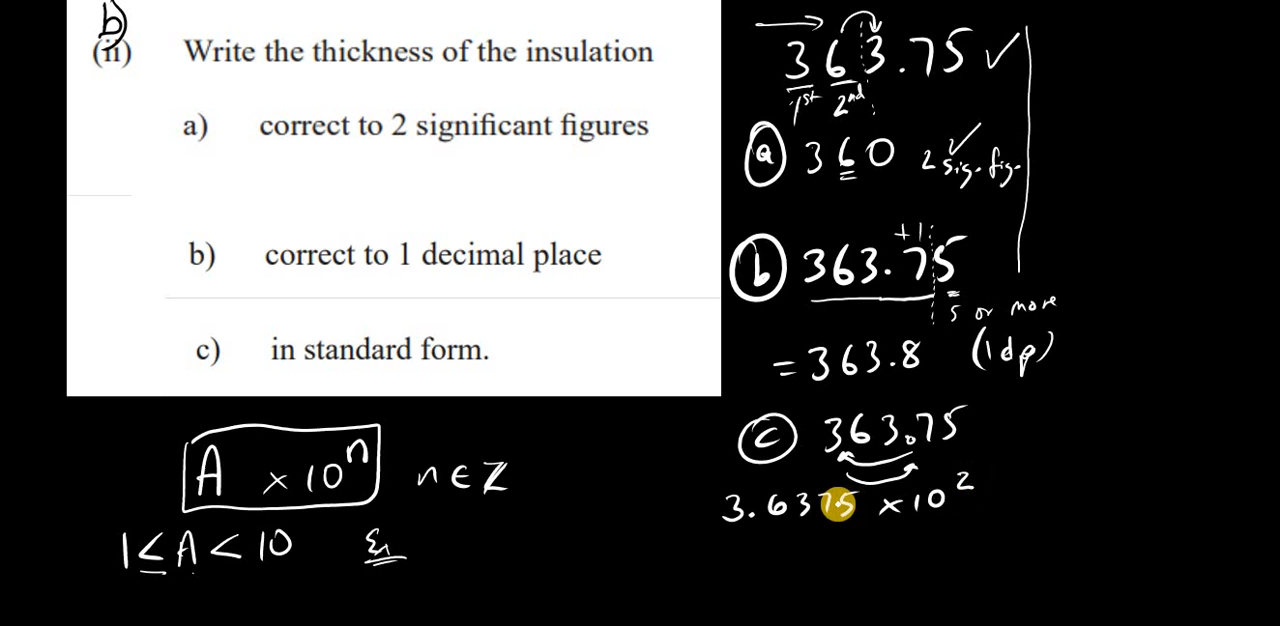 b)
(ii) Write the thickness of the insulation
a) correct to 2 significant figures
b) correct to 1 decimal place
c) in standard form.
A × 10ⁿ n ∈ Z
1 ≤ A < 10
363.75 ✓
1st 2nd
(a) 360 2 sig. fig.
+1
(b) 363.75
5 or more
= 363.8 (1dp)
(c) 363.75
3.6375 × 10²